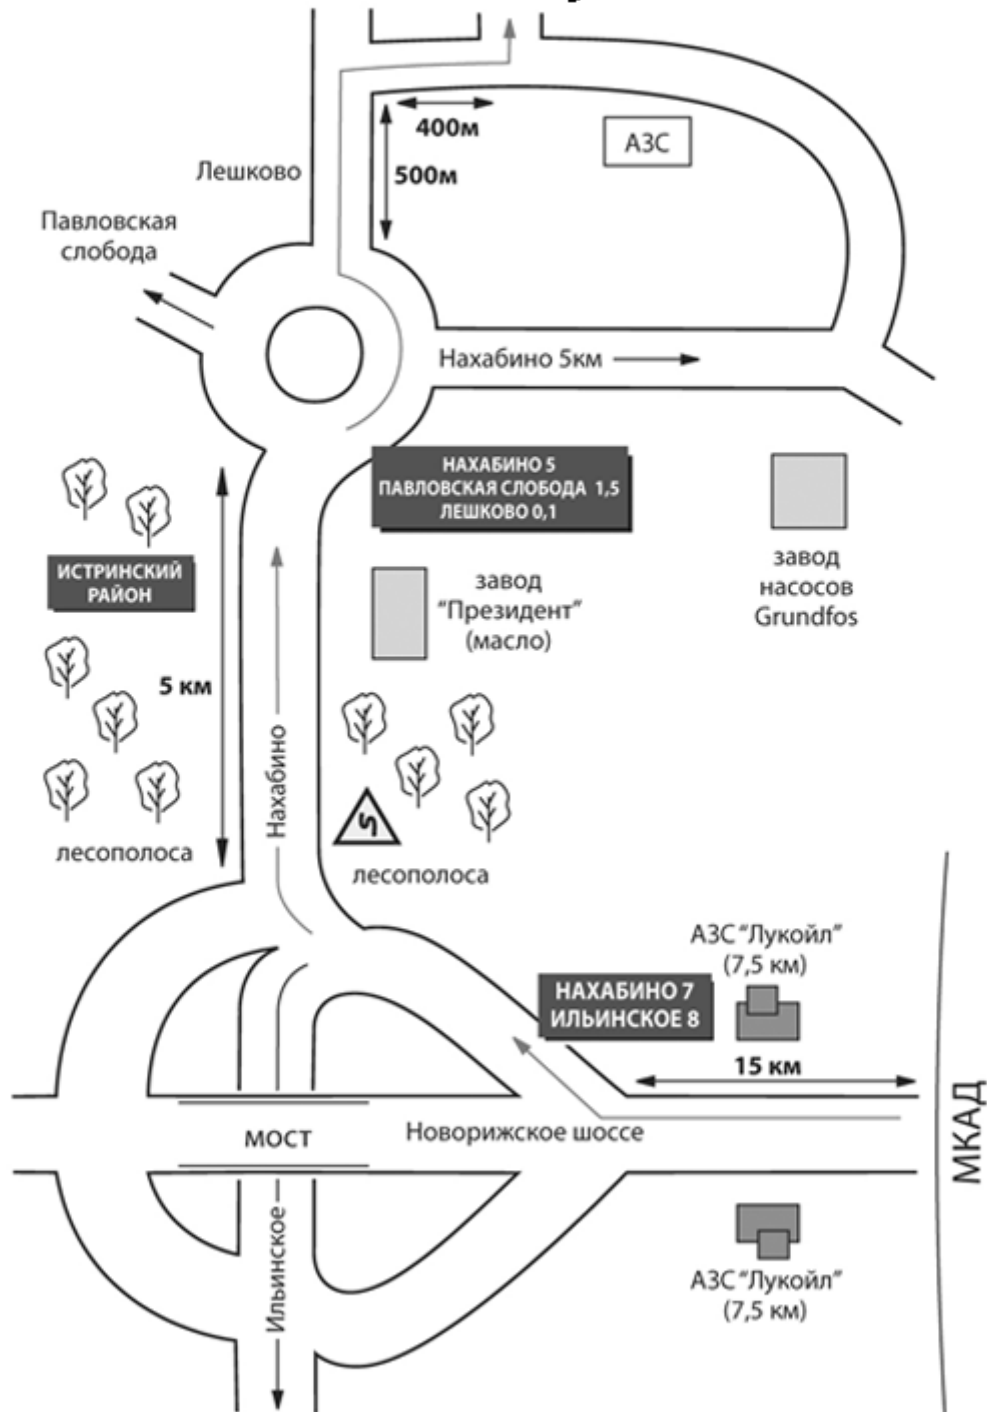 400м
АЗС
500м
Лешково
Павловская
слобода
Нахабино 5км
НАХАБИНО 5
ПАВЛОВСКАЯ СЛОБОДА 1,5
ЛЕШКОВО 0,1
ИСТРИНСКИЙ
РАЙОН
завод
"Президент"
(масло)
завод
насосов
Grundfos
5 км
Нахабино
лесополоса
лесополоса
АЗС "Лукойл"
(7,5 км)
НАХАБИНО 7
ИЛЬИНСКОЕ 8
15 км
МОСТ
Новорижское шоссе
МКАД
Ильинское
АЗС "Лукойл"
(7,5 км)